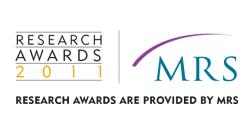 RESEARCH
AWARDS
2011
MRS
RESEARCH AWARDS ARE PROVIDED BY MRS